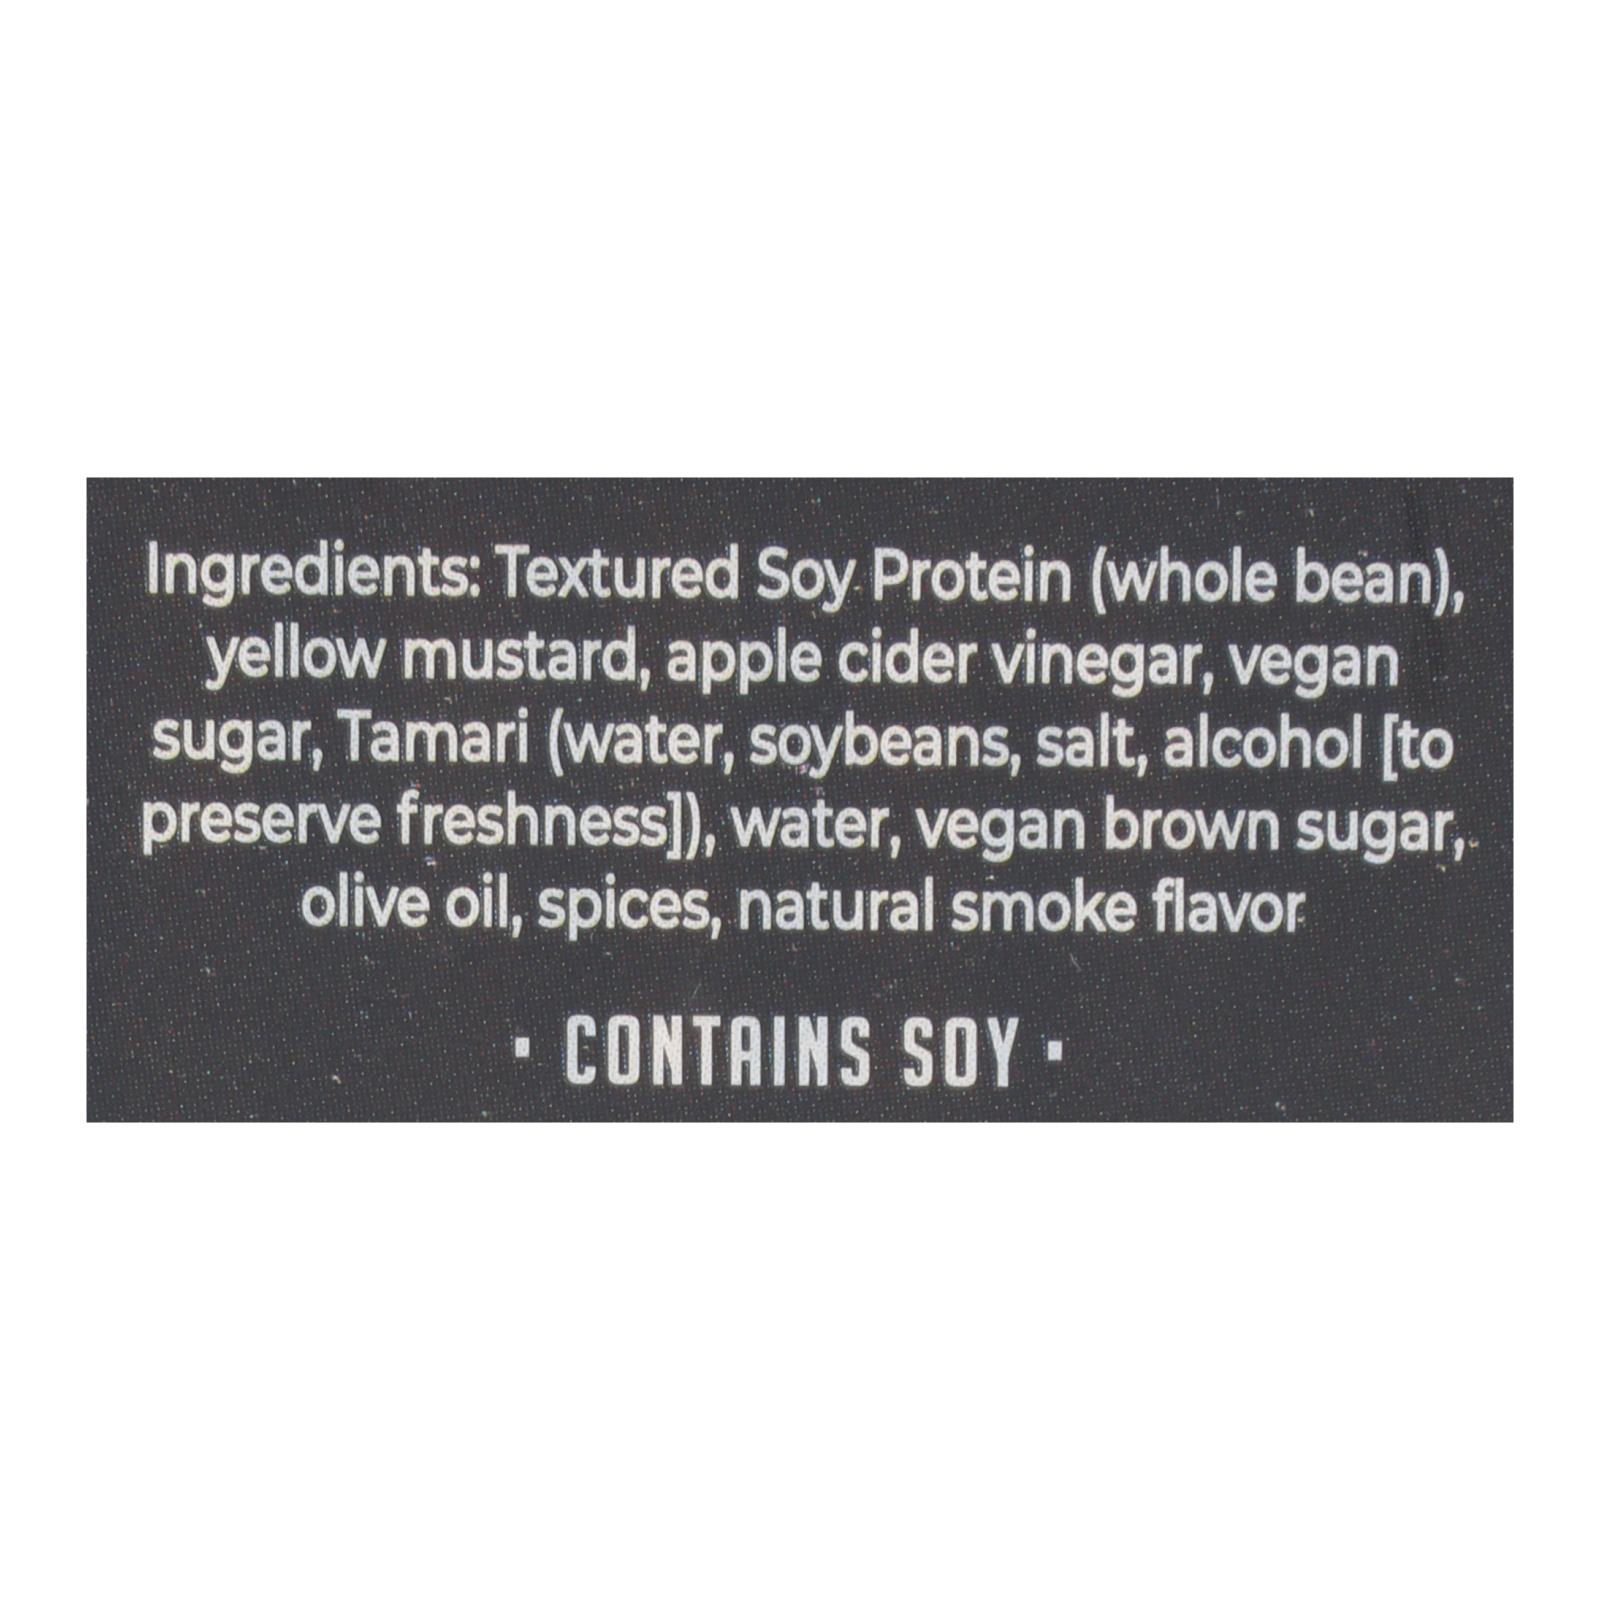 Ingredients: Textured Soy Protein (whole bean),
yellow mustard, apple cider vinegar, vegan
sugar, Tamari (water, soybeans, salt, alcohol [to
preserve freshness]), water, vegan brown sugar,
olive oil, spices, natural smoke flavor
· CONTAINS SOY ·